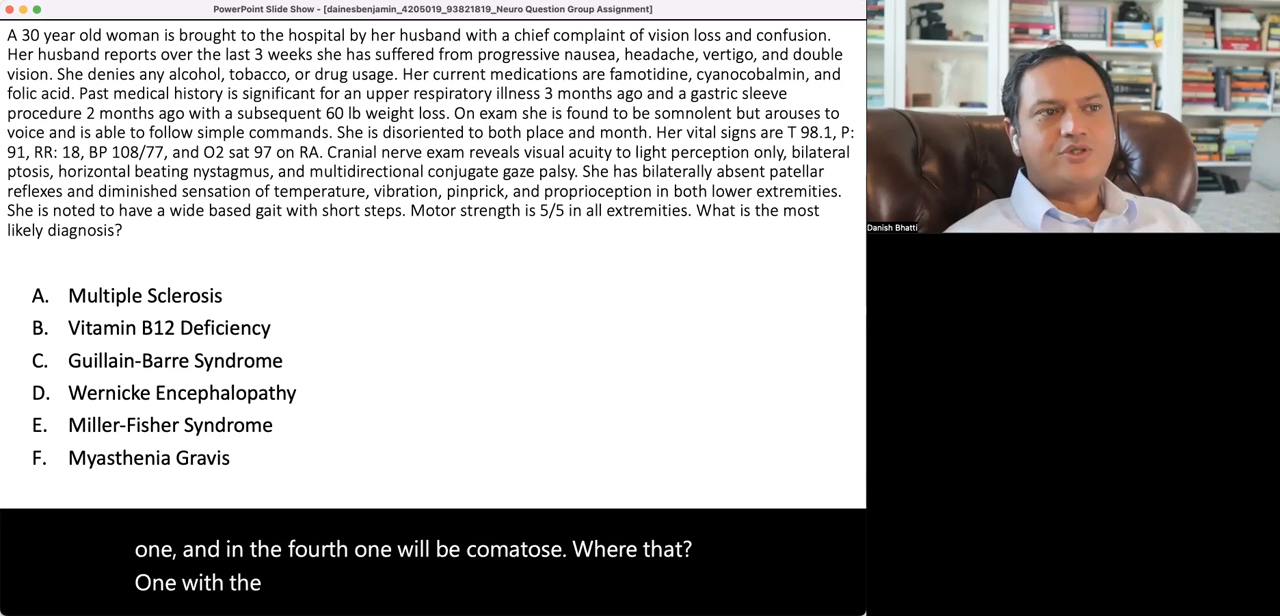 PowerPoint Slide Show - [dainesbenjamin_4205019_93821819_Neuro Question Group Assignment]
A 30 year old woman is brought to the hospital by her husband with a chief complaint of vision loss and confusion.
Her husband reports over the last 3 weeks she has suffered from progressive nausea, headache, vertigo, and double
vision. She denies any alcohol, tobacco, or drug usage. Her current medications are famotidine, cyanocobalmin, and
folic acid. Past medical history is significant for an upper respiratory illness 3 months ago and a gastric sleeve
procedure 2 months ago with a subsequent 60 lb weight loss. On exam she is found to be somnolent but arouses to
voice and is able to follow simple commands. She is disoriented to both place and month. Her vital signs are T 98.1, P:
91, RR: 18, BP 108/77, and O2 sat 97 on RA. Cranial nerve exam reveals visual acuity to light perception only, bilateral
ptosis, horizontal beating nystagmus, and multidirectional conjugate gaze palsy. She has bilaterally absent patellar
reflexes and diminished sensation of temperature, vibration, pinprick, and proprioception in both lower extremities.
She is noted to have a wide based gait with short steps. Motor strength is 5/5 in all extremities. What is the most
likely diagnosis?
A. Multiple Sclerosis
B. Vitamin B12 Deficiency
C. Guillain-Barre Syndrome
D. Wernicke Encephalopathy
E. Miller-Fisher Syndrome
F. Myasthenia Gravis
Danish Bhatti
one, and in the fourth one will be comatose. Where that?
One with the